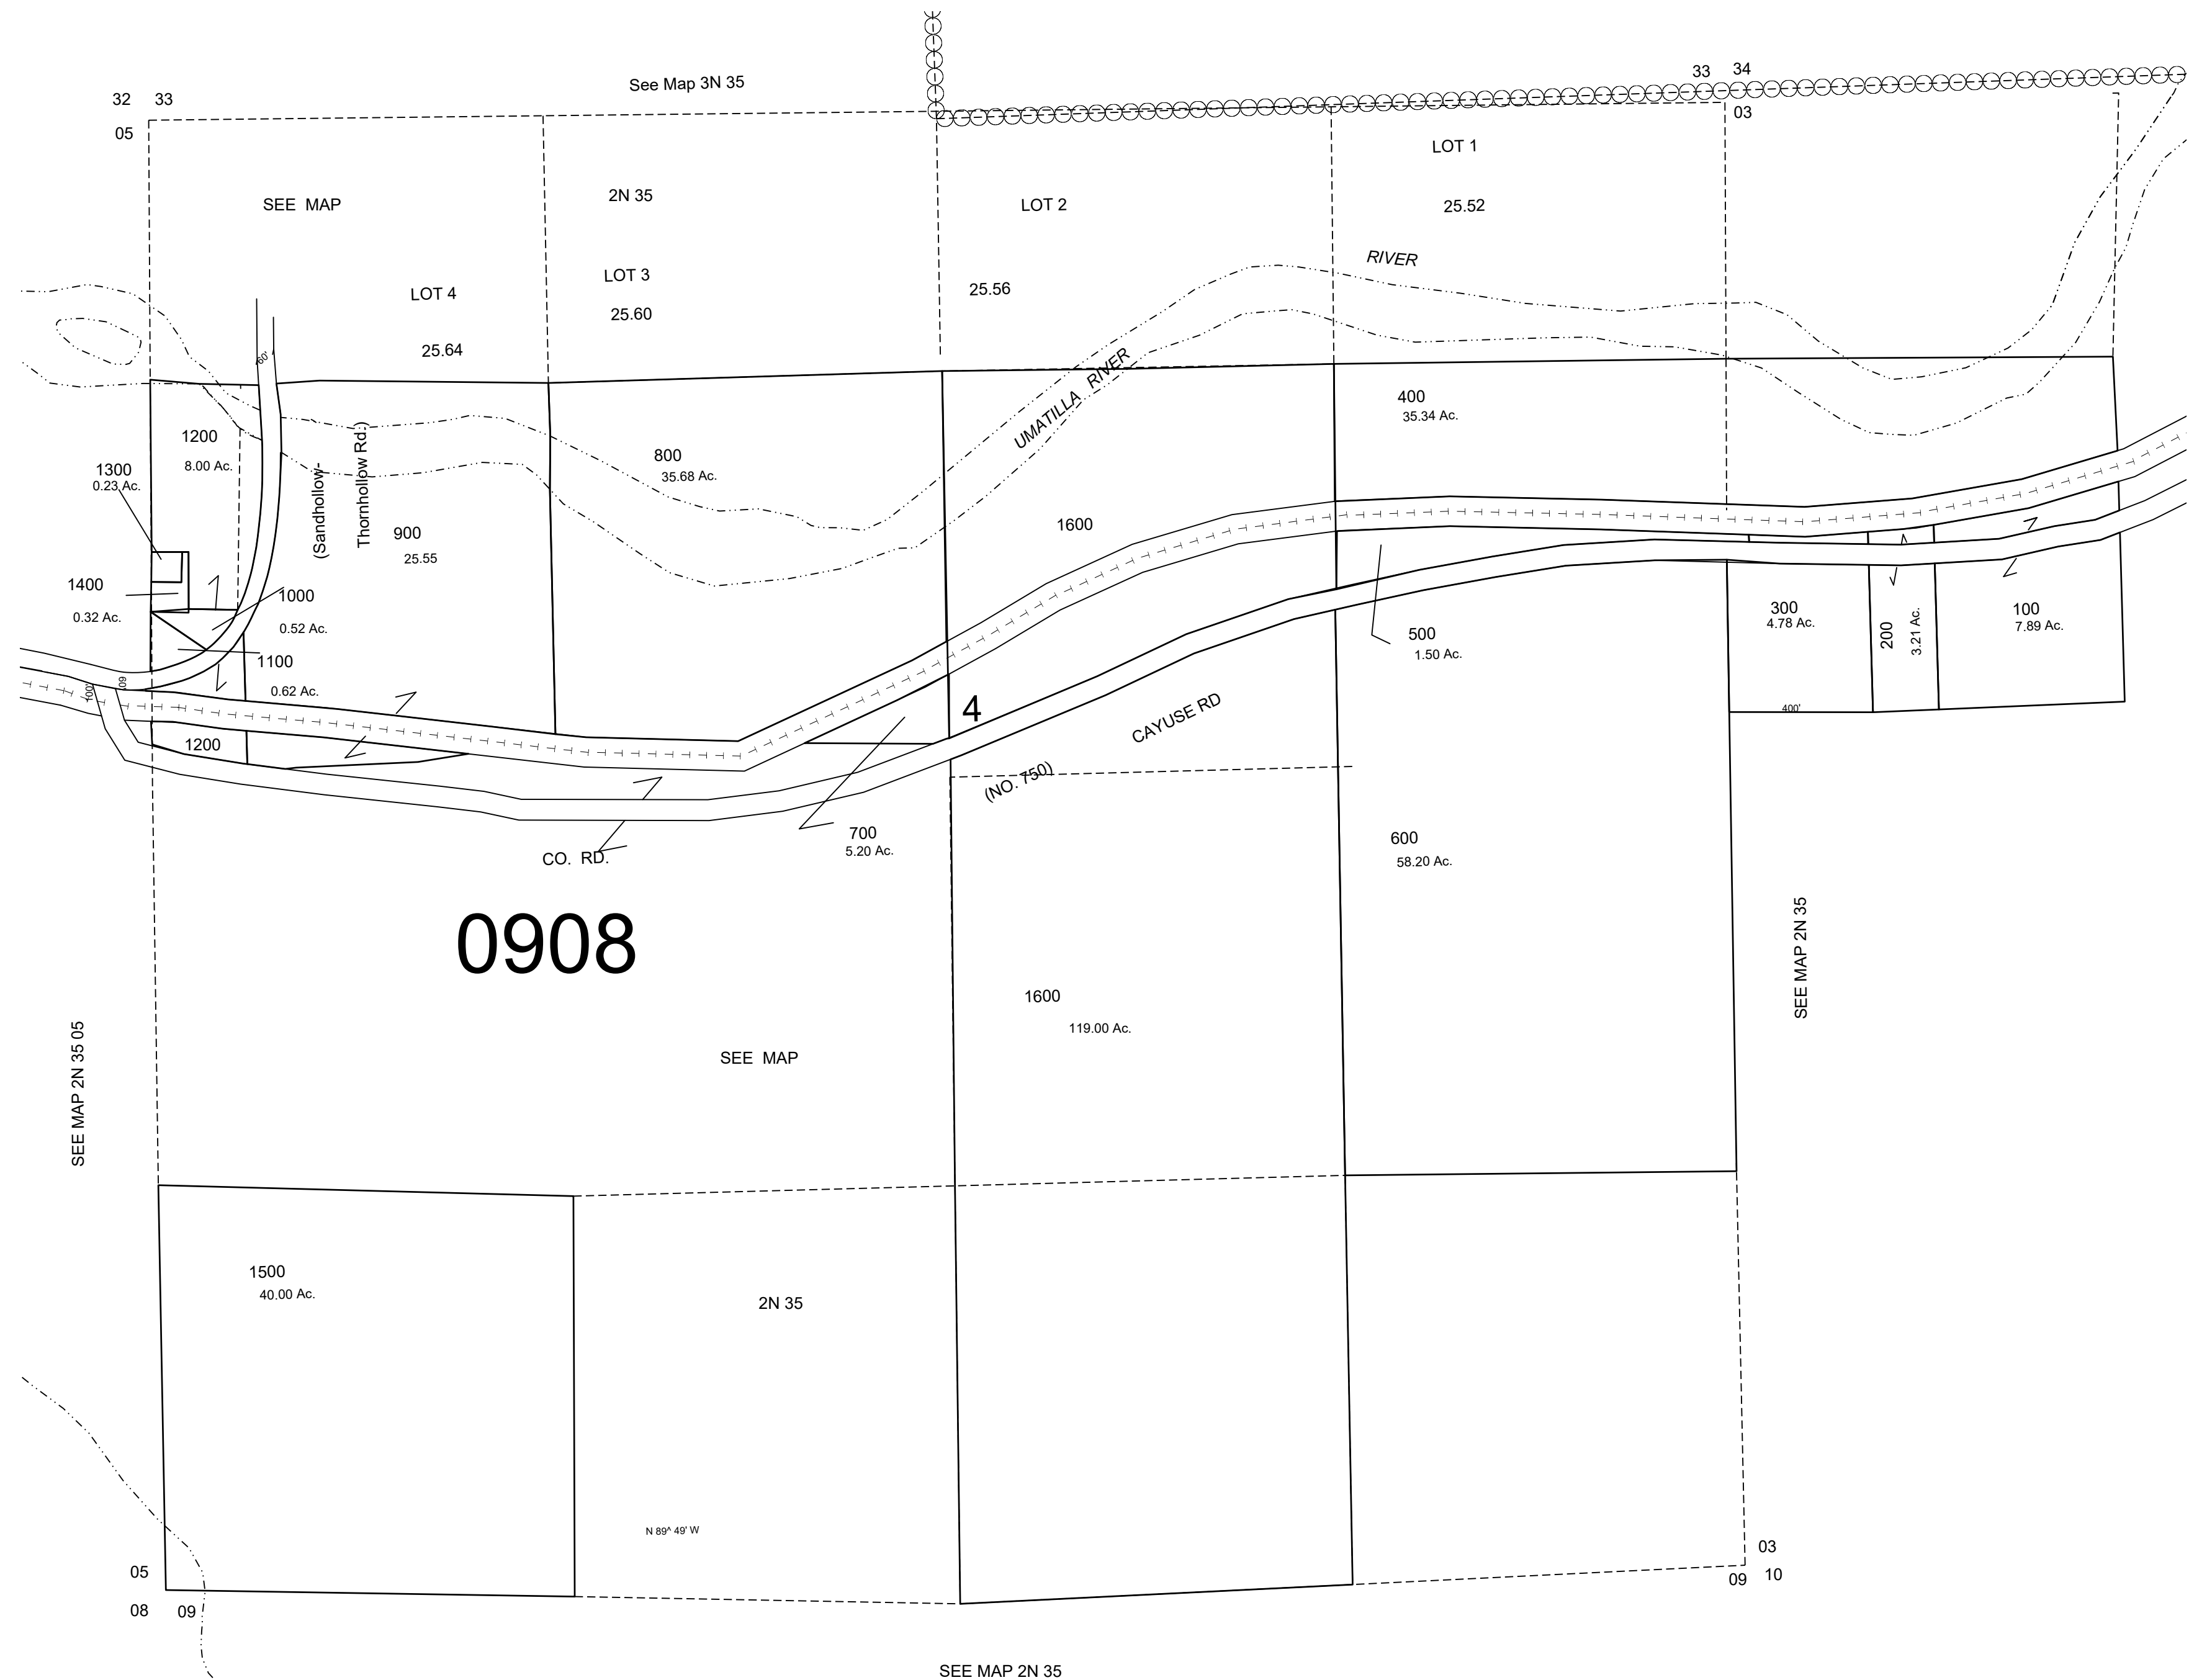 See Map 3N 35
32 33
05
33 34
03
LOT 1
25.52
SEE MAP
2N 35
LOT 2
25.56
RIVER
LOT 3
25.60
LOT 4
25.64
60'
UMATILLA RIVER
400
35.34 Ac.
1200
8.00 Ac.
1300
0.23 Ac.
(Sandhollow-
Thornhollow Rd.)
800
35.68 Ac.
900
25.55
1600
1400
0.32 Ac.
1000
0.52 Ac.
1100
0.62 Ac.
100'
60
500
1.50 Ac.
300
4.78 Ac.
200
3.21 Ac.
100
7.89 Ac.
400'
4
CAYUSE RD
(NO. 750)
1200
700
5.20 Ac.
CO. RD.
600
58.20 Ac.
0908
SEE MAP 2N 35
1600
119.00 Ac.
SEE MAP
SEE MAP 2N 35 05
1500
40.00 Ac.
2N 35
N 89^ 49' W
05
08 09
03
09 10
SEE MAP 2N 35